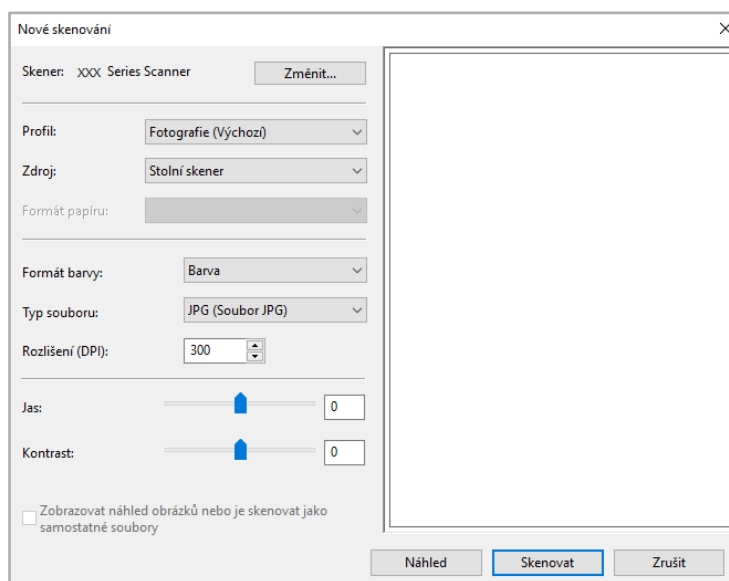 Nové skenování
Skener: XXX Series Scanner Změnit...
Profil: Fotografie (Výchozí)
Zdroj: Stolní skener
Formát papíru:
Formát barvy: Barva
Typ souboru: JPG (Soubor JPG)
Rozlišení (DPI): 300
Jas: 0
Kontrast: 0
Zobrazovat náhled obrázků nebo je skenovat jako
samostatné soubory
Náhled Skenovat Zrušit